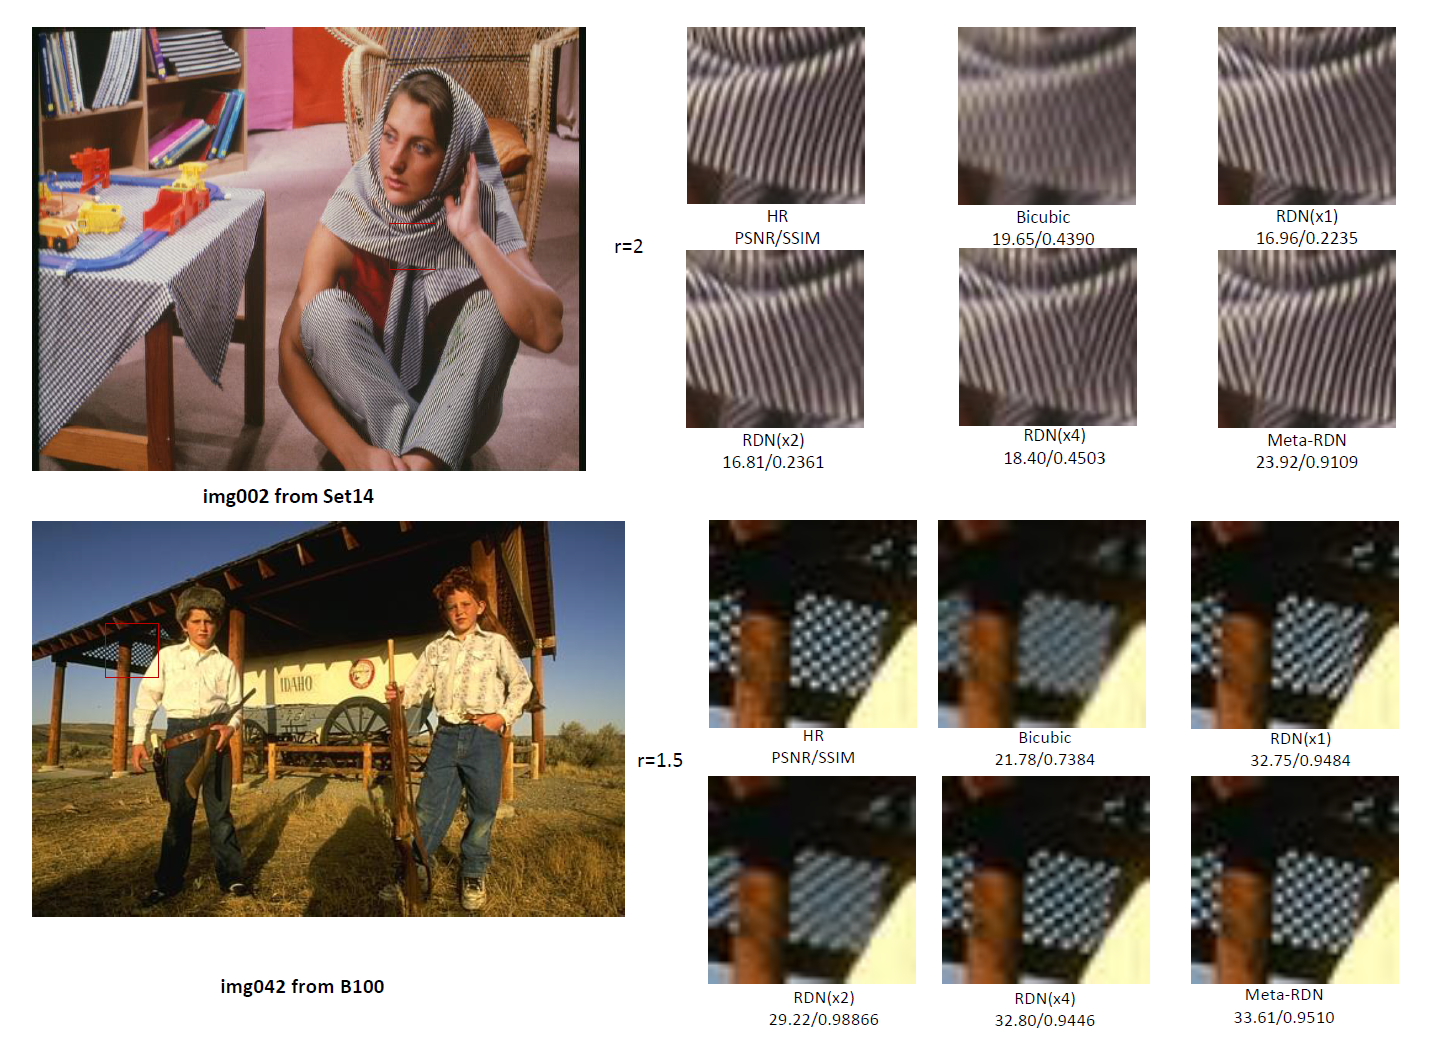 r=2
HR
PSNR/SSIM
Bicubic
19.65/0.4390
RDN(x1)
16.96/0.2235
RDN(x2)
16.81/0.2361
RDN(x4)
18.40/0.4503
Meta-RDN
23.92/0.9109
img002 from Set14
IDAHO
r=1.5
HR
PSNR/SSIM
Bicubic
21.78/0.7384
RDN(x1)
32.75/0.9484
RDN(x2)
29.22/0.98866
RDN(x4)
32.80/0.9446
Meta-RDN
33.61/0.9510
img042 from B100